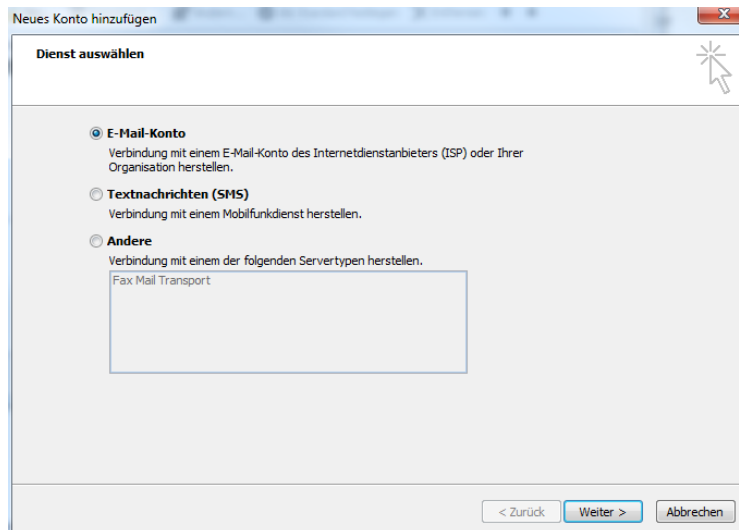 Neues Konto hinzufügen
Dienst auswählen
E-Mail-Konto
Verbindung mit einem E-Mail-Konto des Internetdienstanbieters (ISP) oder Ihrer
Organisation herstellen.
Textnachrichten (SMS)
Verbindung mit einem Mobilfunkdienst herstellen.
Andere
Verbindung mit einem der folgenden Servertypen herstellen.
Fax Mail Transport
< Zurück
Weiter >
Abbrechen